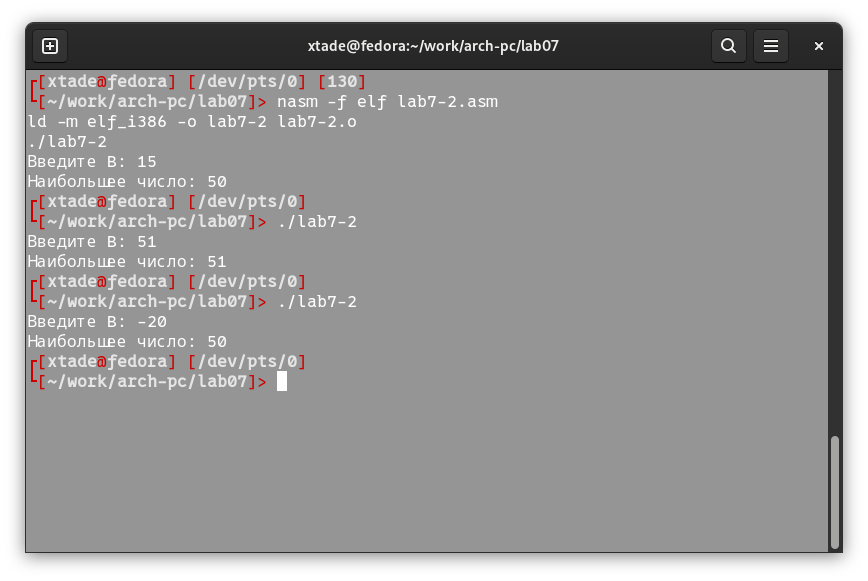 xtade@fedora:~/work/arch-pc/lab07
[xtade@fedora] [/dev/pts/0] [130]
[~/work/arch-pc/lab07]> nasm -f elf lab7-2.asm
ld -m elf_i386 -o lab7-2 lab7-2.o
./lab7-2
Введите B: 15
Наибольшее число: 50
[xtade@fedora] [/dev/pts/0]
[~/work/arch-pc/lab07]> ./lab7-2
Введите B: 51
Наибольшее число: 51
[xtade@fedora] [/dev/pts/0]
[~/work/arch-pc/lab07]> ./lab7-2
Введите B: -20
Наибольшее число: 50
[xtade@fedora] [/dev/pts/0]
[~/work/arch-pc/lab07]>